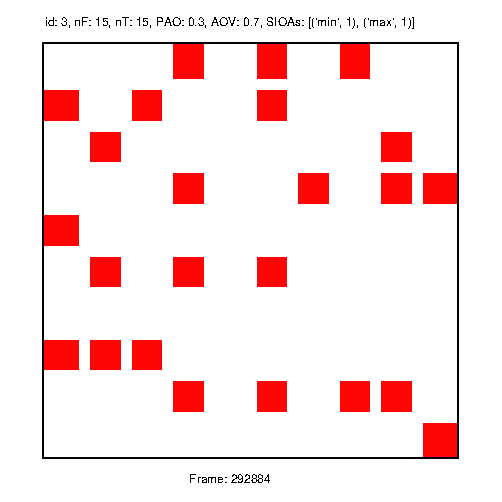 id: 3, nF: 15, nT: 15, PAO: 0.3, AOV: 0.7, SIOAs: [('min', 1), ('max', 1)]
Frame: 292884